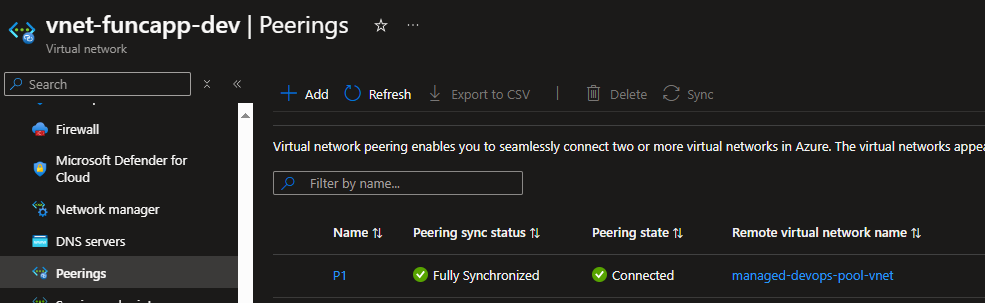 vnet-funcapp-dev | Peerings
Virtual network
Search
Firewall
Microsoft Defender for
Cloud
Network manager
DNS servers
Peerings
Add Refresh Export to CSV Delete Sync
Virtual network peering enables you to seamlessly connect two or more virtual networks in Azure. The virtual networks appea
Filter by name...
Name Peering sync status Peering state Remote virtual network name
P1 Fully Synchronized Connected managed-devops-pool-vnet